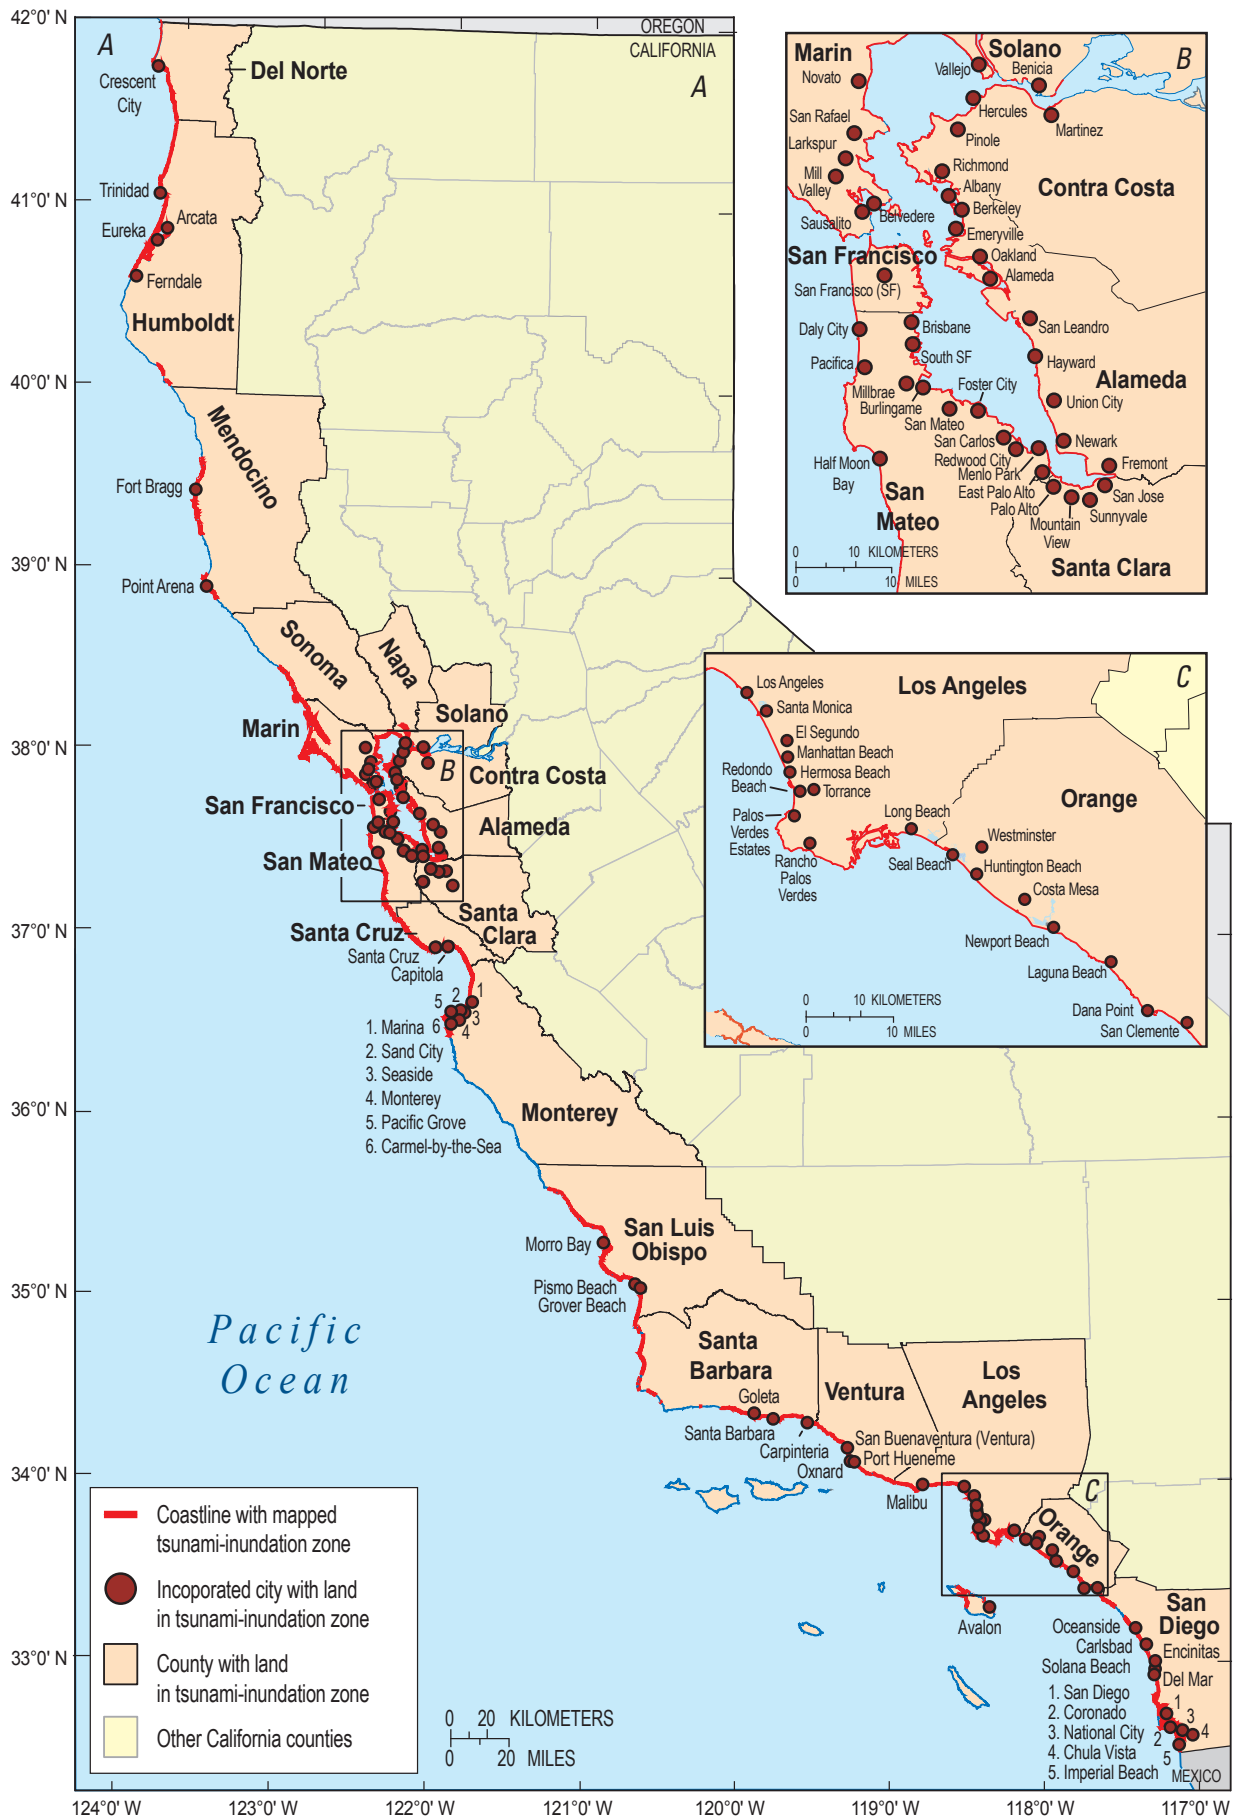 42°0' N
41°0' N
40°0' N
39°0' N
38°0' N
37°0' N
36°0' N
35°0' N
34°0' N
33°0' N
A
OREGON
CALIFORNIA
A
Crescent
City
Del Norte
Trinidad
Arcata
Eureka
Ferndale
Humboldt
Mendocino
Fort Bragg
Point Arena
Sonoma
Napa
Solano
Marin
B
Contra Costa
San Francisco
Alameda
San Mateo
Santa
Clara
Santa Cruz
Santa Cruz
Capitola
5
2
1
6
3
4
1. Marina
2. Sand City
3. Seaside
4. Monterey
5. Pacific Grove
6. Carmel-by-the-Sea
Monterey
San Luis
Obispo
Morro Bay
Pismo Beach
Grover Beach
Pacific
Ocean
Santa
Barbara
Goleta
Santa Barbara
Carpinteria
Ventura
San Buenaventura (Ventura)
Oxnard
Port Hueneme
Los
Angeles
Malibu
C
Orange
Avalon
San
Diego
Oceanside
Carlsbad
Encinitas
Solana Beach
Del Mar
1. San Diego
2. Coronado
3. National City
4. Chula Vista
5. Imperial Beach
1
3
2
4
5
MEXICO
Coastline with mapped
tsunami-inundation zone
Incoporated city with land
in tsunami-inundation zone
County with land
in tsunami-inundation zone
Other California counties
0 20 KILOMETERS
0 20 MILES
124°0' W
123°0' W
122°0' W
121°0' W
120°0' W
119°0' W
118°0' W
117°0' W
B
Marin
Solano
Novato
Vallejo
Benicia
Hercules
Martinez
San Rafael
Pinole
Larkspur
Richmond
Mill
Valley
Albany
Contra Costa
Sausalito
Belvedere
Berkeley
Emeryville
San Francisco
Oakland
San Francisco (SF)
Alameda
Daly City
Brisbane
San Leandro
South SF
Pacifica
Hayward
Millbrae
Foster City
Alameda
Burlingame
Union City
San Mateo
San Carlos
Newark
Redwood City
Half Moon
Bay
Menlo Park
Fremont
East Palo Alto
San Jose
San
Mateo
Palo Alto
Sunnyvale
Mountain
View
Santa Clara
0 10 KILOMETERS
0 10 MILES
C
Los Angeles
Los Angeles
Santa Monica
El Segundo
Manhattan Beach
Redondo
Beach
Hermosa Beach
Torrance
Orange
Palos
Verdes
Estates
Long Beach
Westminster
Rancho
Palos
Verdes
Seal Beach
Huntington Beach
Costa Mesa
Newport Beach
Laguna Beach
Dana Point
San Clemente
0 10 KILOMETERS
0 10 MILES